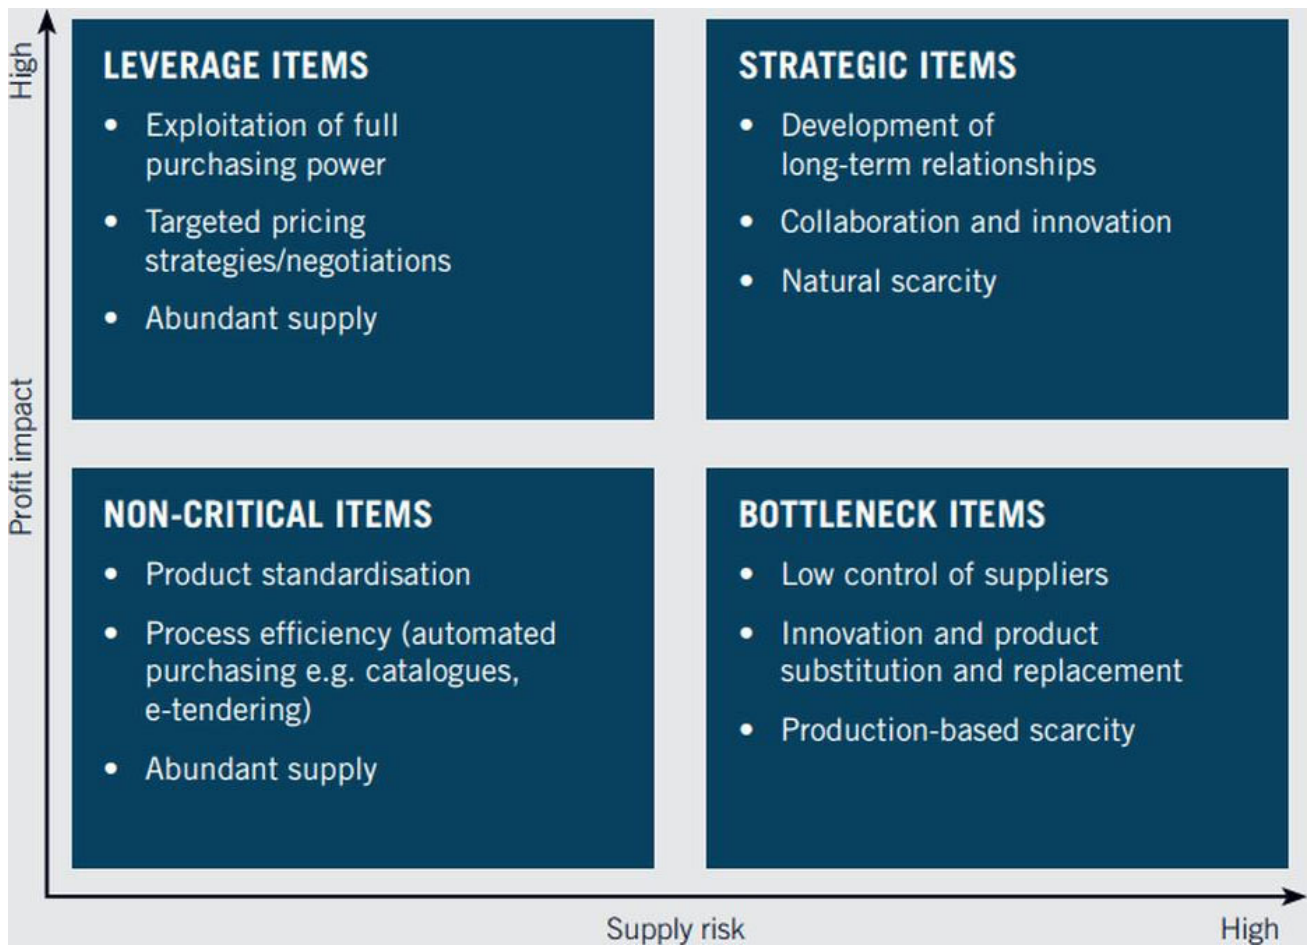 High
Profit impact
LEVERAGE ITEMS
• Exploitation of full
purchasing power
• Targeted pricing
strategies/negotiations
• Abundant supply
STRATEGIC ITEMS
• Development of
long-term relationships
• Collaboration and innovation
• Natural scarcity
NON-CRITICAL ITEMS
• Product standardisation
• Process efficiency (automated
purchasing e.g. catalogues,
e-tendering)
• Abundant supply
BOTTLENECK ITEMS
• Low control of suppliers
• Innovation and product
substitution and replacement
• Production-based scarcity
Supply risk
High